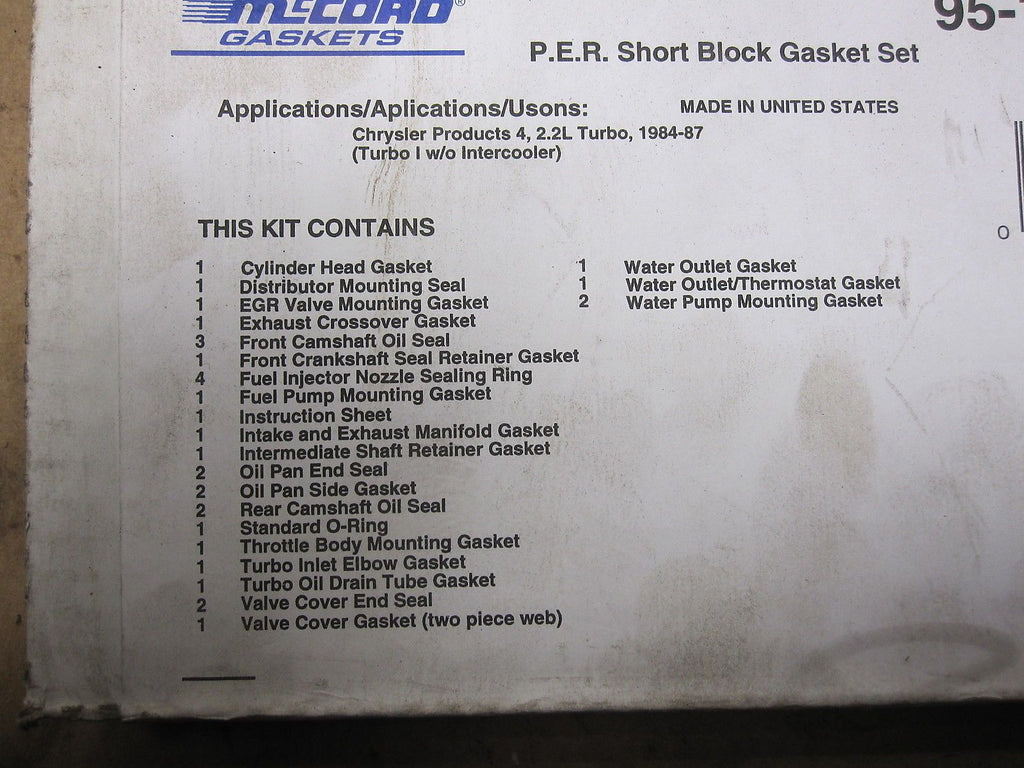 McCORD®
95-
GASKETS
P.E.R. Short Block Gasket Set
Applications/Aplications/Usons:
MADE IN UNITED STATES
Chrysler Products 4, 2.2L Turbo, 1984-87
(Turbo I w/o Intercooler)
THIS KIT CONTAINS
1 Cylinder Head Gasket
1 Distributor Mounting Seal
1 EGR Valve Mounting Gasket
1 Exhaust Crossover Gasket
3 Front Camshaft Oil Seal
1 Front Crankshaft Seal Retainer Gasket
4 Fuel Injector Nozzle Sealing Ring
1 Fuel Pump Mounting Gasket
1 Instruction Sheet
1 Intake and Exhaust Manifold Gasket
1 Intermediate Shaft Retainer Gasket
2 Oil Pan End Seal
2 Oil Pan Side Gasket
2 Rear Camshaft Oil Seal
1 Standard O-Ring
1 Throttle Body Mounting Gasket
1 Turbo Inlet Elbow Gasket
1 Turbo Oil Drain Tube Gasket
2 Valve Cover End Seal
1 Valve Cover Gasket (two piece web)
1 Water Outlet Gasket
1 Water Outlet/Thermostat Gasket
2 Water Pump Mounting Gasket
0